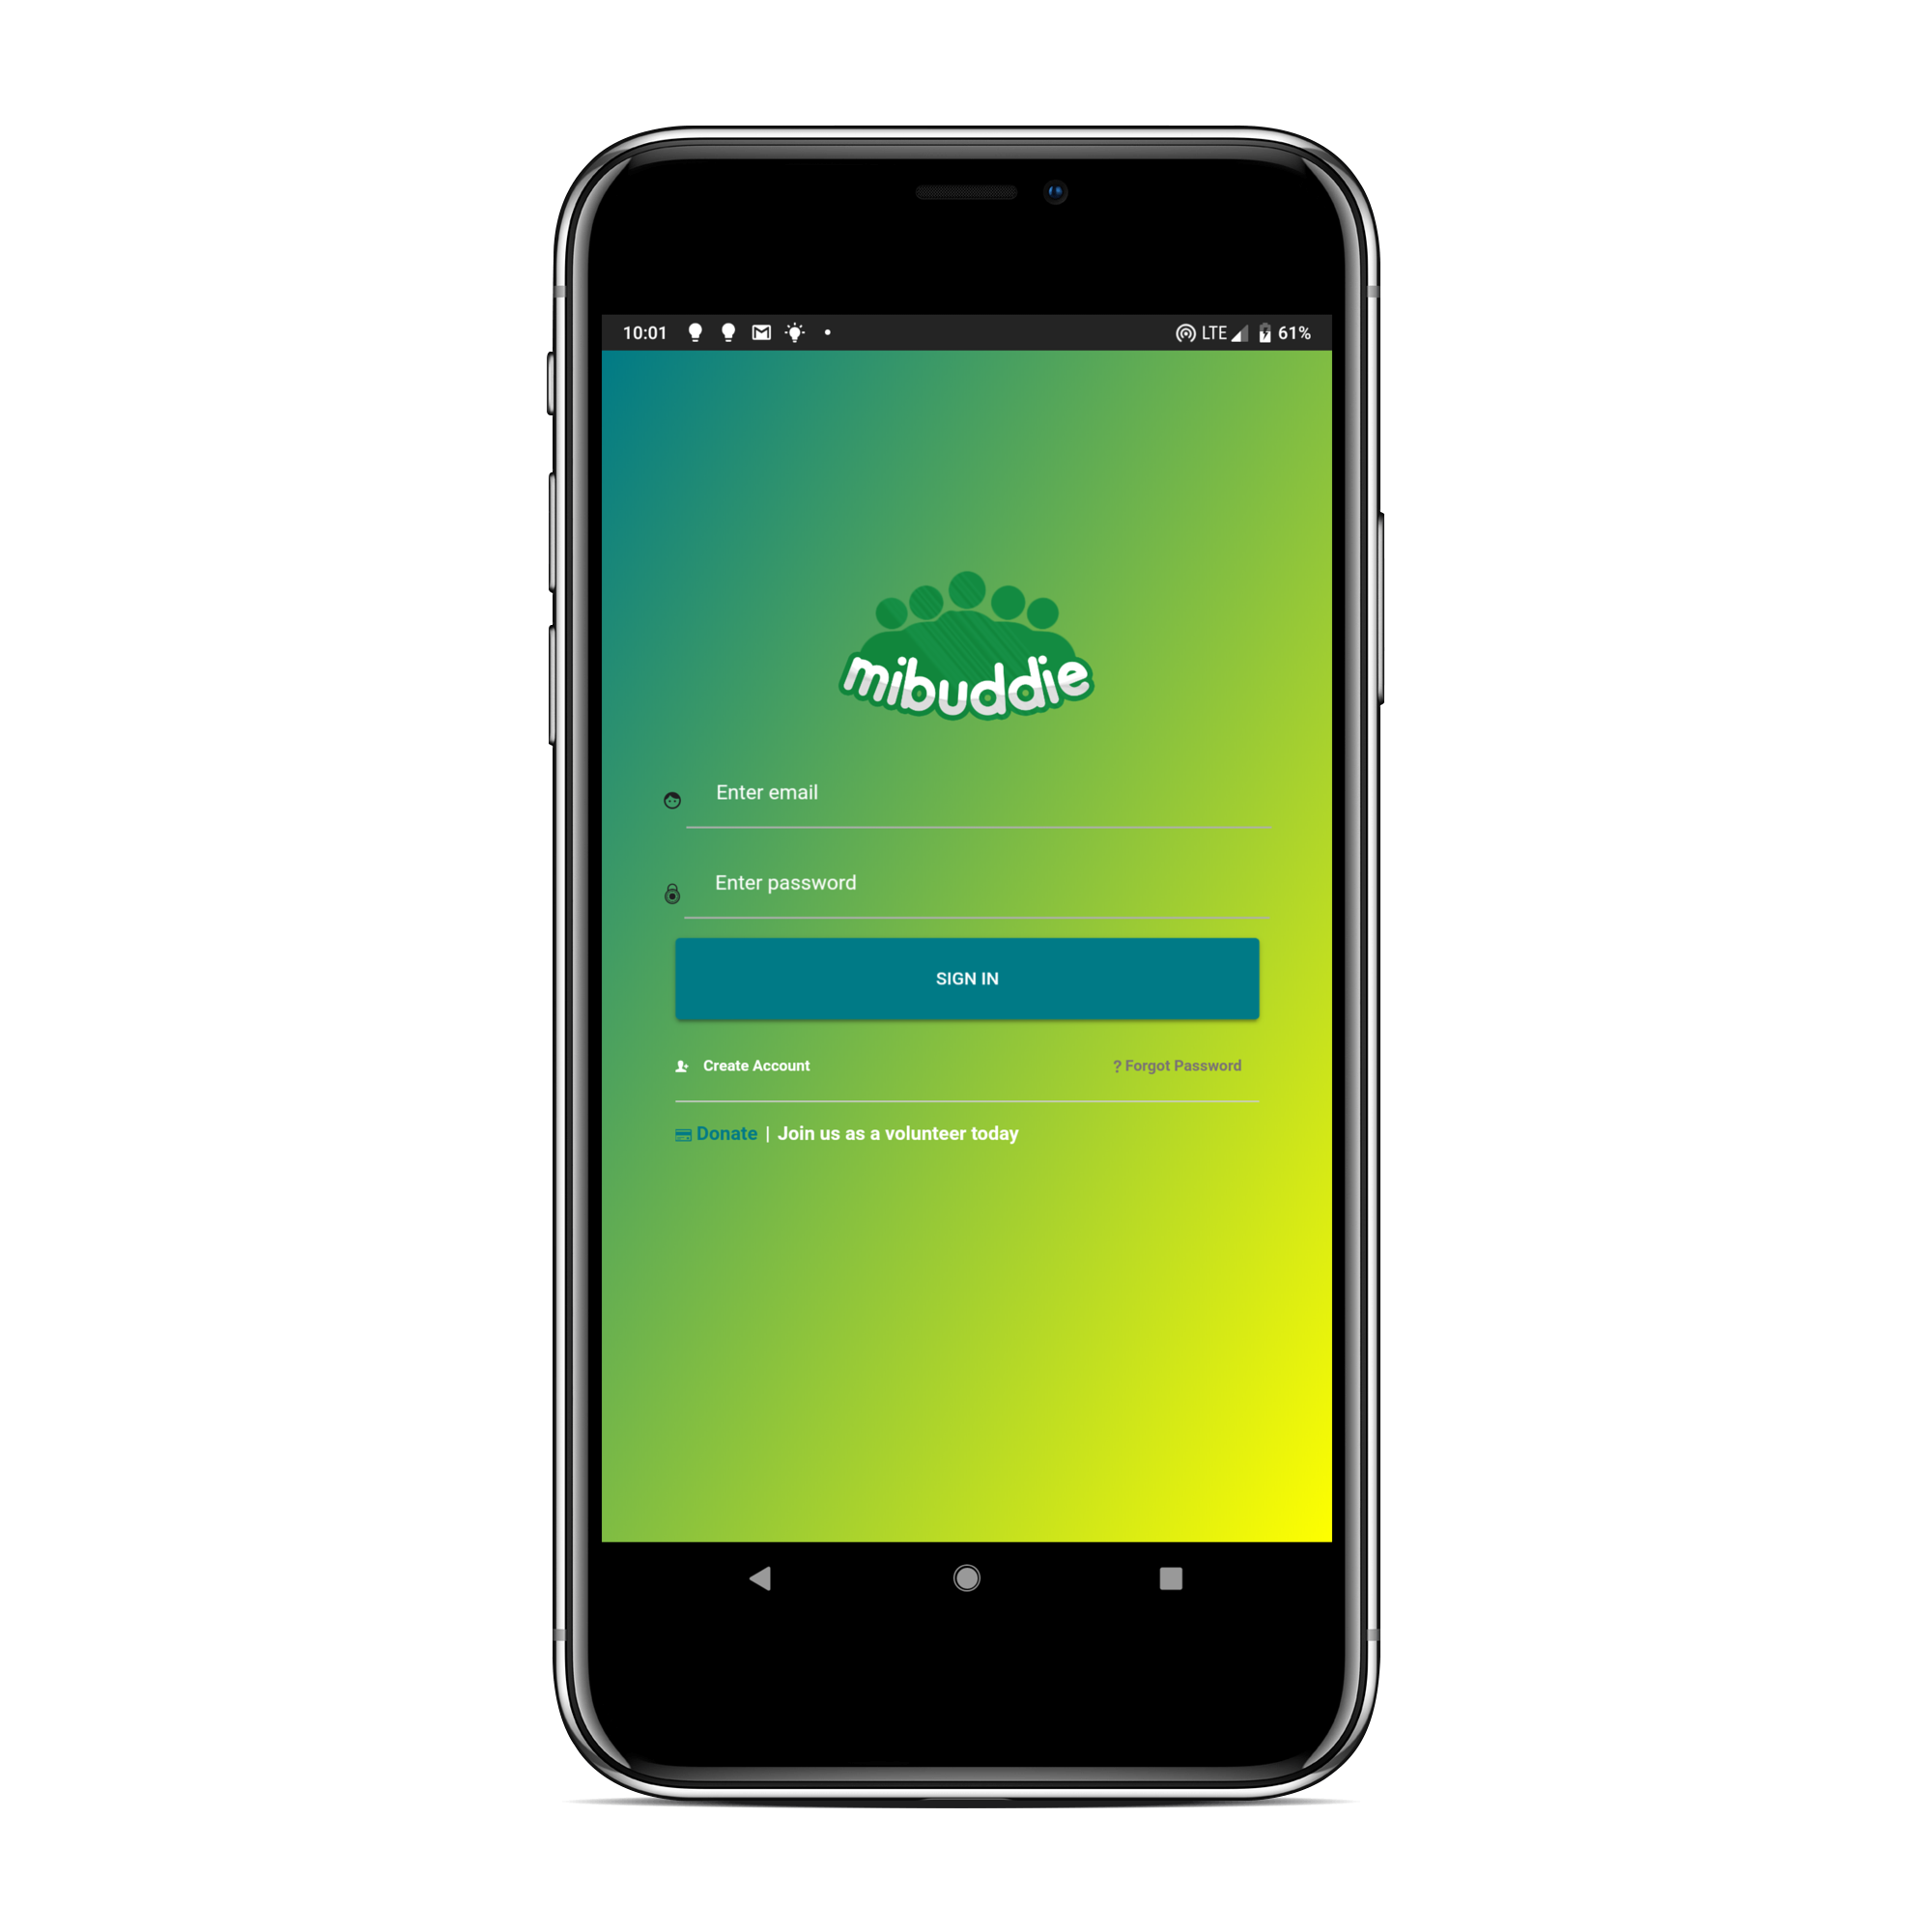 10:01 LTE 61%
mibuddie
Enter email
Enter password
SIGN IN
Create Account ? Forgot Password
Donate | Join us as a volunteer today